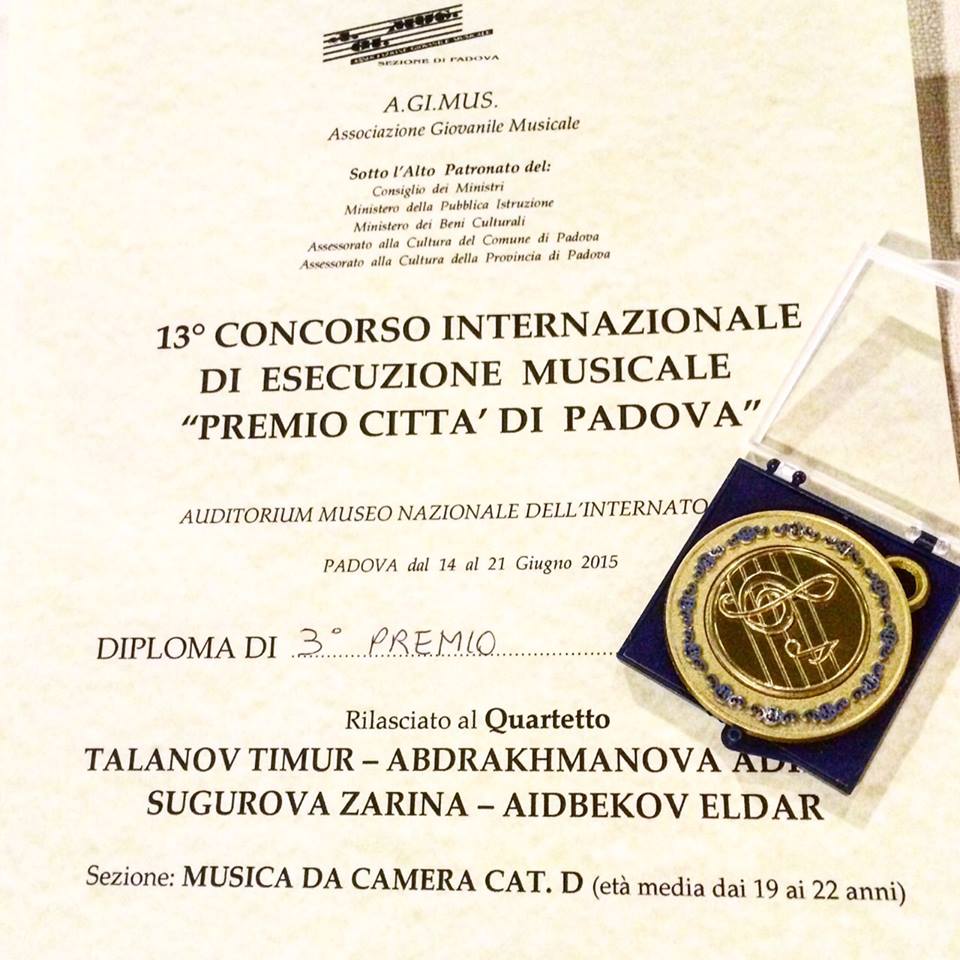 SEZIONE DI PADOVA
A.GI.MUS.
Associazione Giovanile Musicale
Sotto l'Alto Patronato del:
Consiglio dei Ministri
Ministero della Pubblica Istruzione
Ministero dei Beni Culturali
Assessorato alla Cultura del Comune di Padova
Assessorato alla Cultura della Provincia di Padova
13° CONCORSO INTERNAZIONALE
DI ESECUZIONE MUSICALE
“PREMIO CITTA’ DI PADOVA”
AUDITORIUM MUSEO NAZIONALE DELL’INTERNATO
PADOVA dal 14 al 21 Giugno 2015
DIPLOMA DI 3° PREMIO
Rilasciato al Quartetto
TALANOV TIMUR – ABDRAKHMANOVA
SUGUROVA ZARINA – AIDBEKOV ELDAR
Sezione: MUSICA DA CAMERA CAT. D (età media dai 19 ai 22 anni)